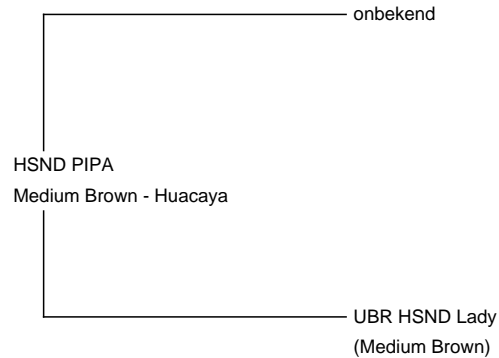 onbekend
HSND PIPA
Medium Brown - Huacaya
UBR HSND Lady
(Medium Brown)